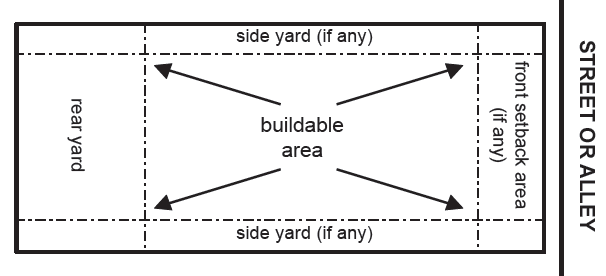 side yard (if any)
rear yard
buildable
area
front setback area
(if any)
side yard (if any)
STREET OR ALLEY